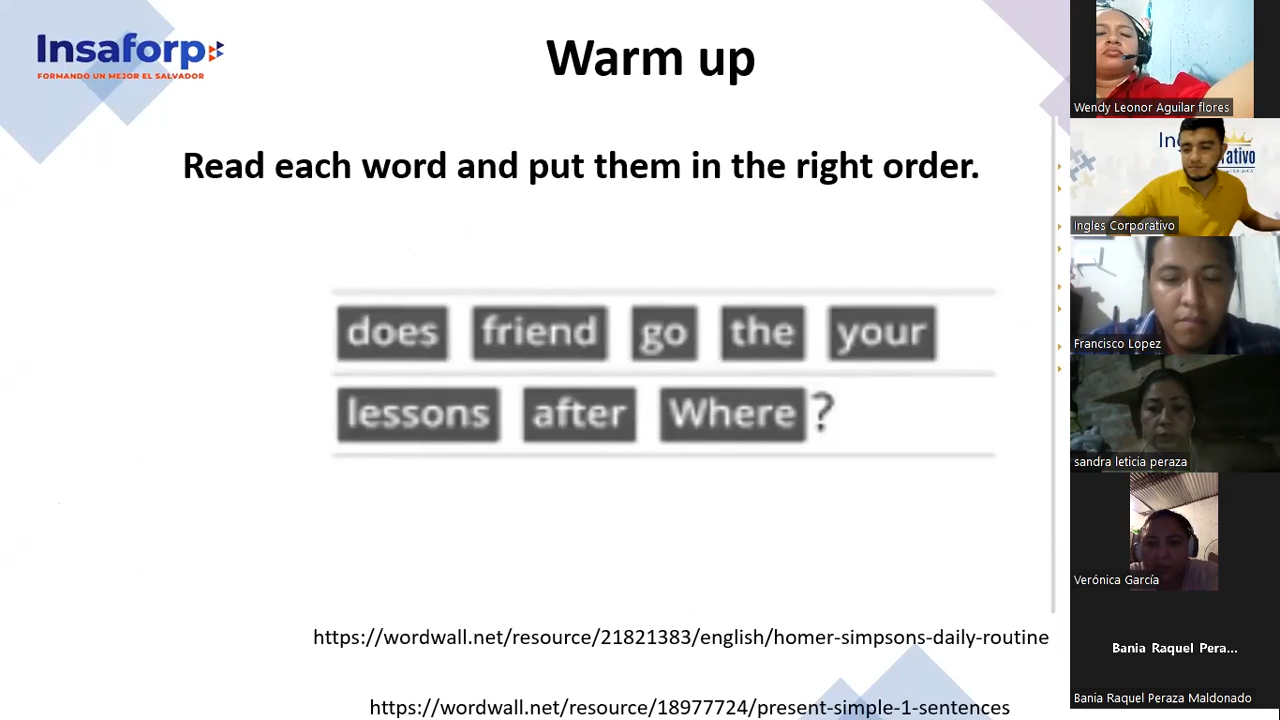 Insaforp
FORMANDO UN MEJOR EL SALVADOR
Warm up
Read each word and put them in the right order.
does friend go the your
lessons after Where ?
https://wordwall.net/resource/21821383/english/homer-simpsons-daily-routine
https://wordwall.net/resource/18977724/present-simple-1-sentences
Wendy Leonor Aguilar flores
Ingles Corporativo
Francisco Lopez
sandra leticia peraza
Verónica García
Bania Raquel Pera...
Bania Raquel Peraza Maldonado